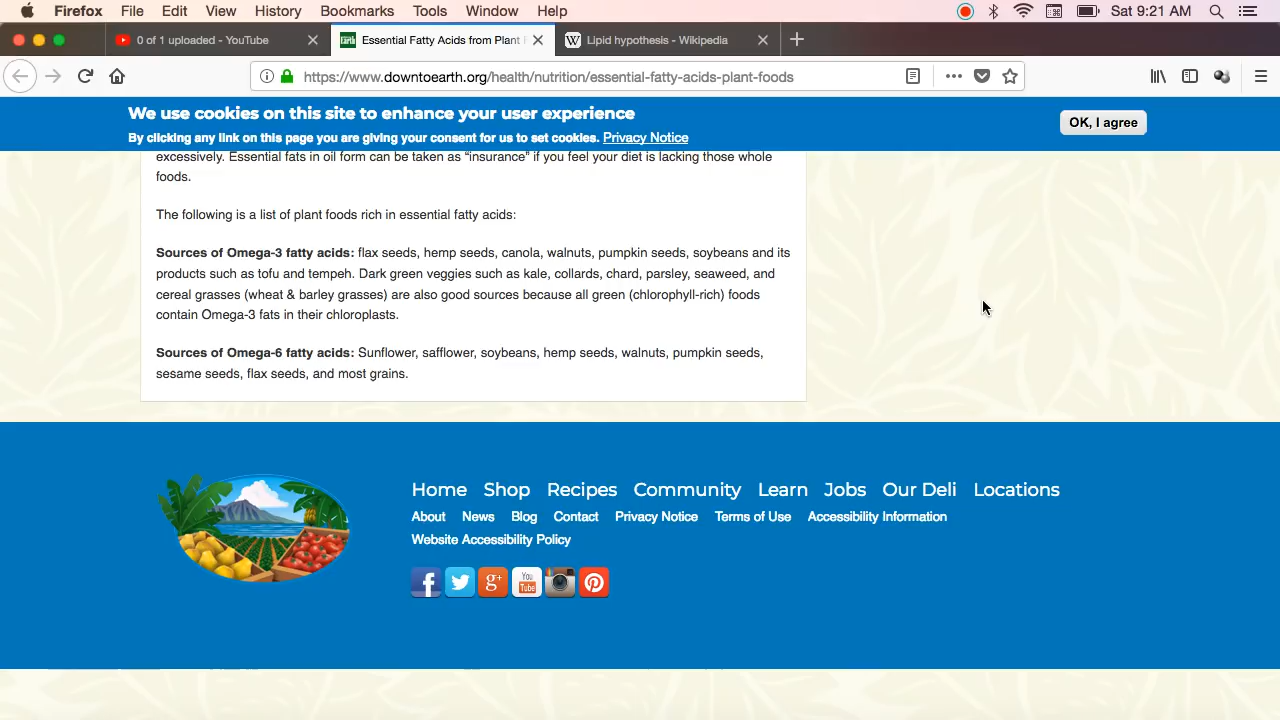 Firefox File Edit View History Bookmarks Tools Window Help Sat 9:21 AM
0 of 1 uploaded - YouTube Essential Fatty Acids from Plant Lipid hypothesis - Wikipedia
https://www.downtoearth.org/health/nutrition/essential-fatty-acids-plant-foods
We use cookies on this site to enhance your user experience
By clicking any link on this page you are giving your consent for us to set cookies. Privacy Notice
OK, I agree
excessively. Essential fats in oil form can be taken as “insurance” if you feel your diet is lacking those whole
foods.
The following is a list of plant foods rich in essential fatty acids:
Sources of Omega-3 fatty acids: flax seeds, hemp seeds, canola, walnuts, pumpkin seeds, soybeans and its
products such as tofu and tempeh. Dark green veggies such as kale, collards, chard, parsley, seaweed, and
cereal grasses (wheat & barley grasses) are also good sources because all green (chlorophyll-rich) foods
contain Omega-3 fats in their chloroplasts.
Sources of Omega-6 fatty acids: Sunflower, safflower, soybeans, hemp seeds, walnuts, pumpkin seeds,
sesame seeds, flax seeds, and most grains.
Home Shop Recipes Community Learn Jobs Our Deli Locations
About News Blog Contact Privacy Notice Terms of Use Accessibility Information
Website Accessibility Policy
You
Tube